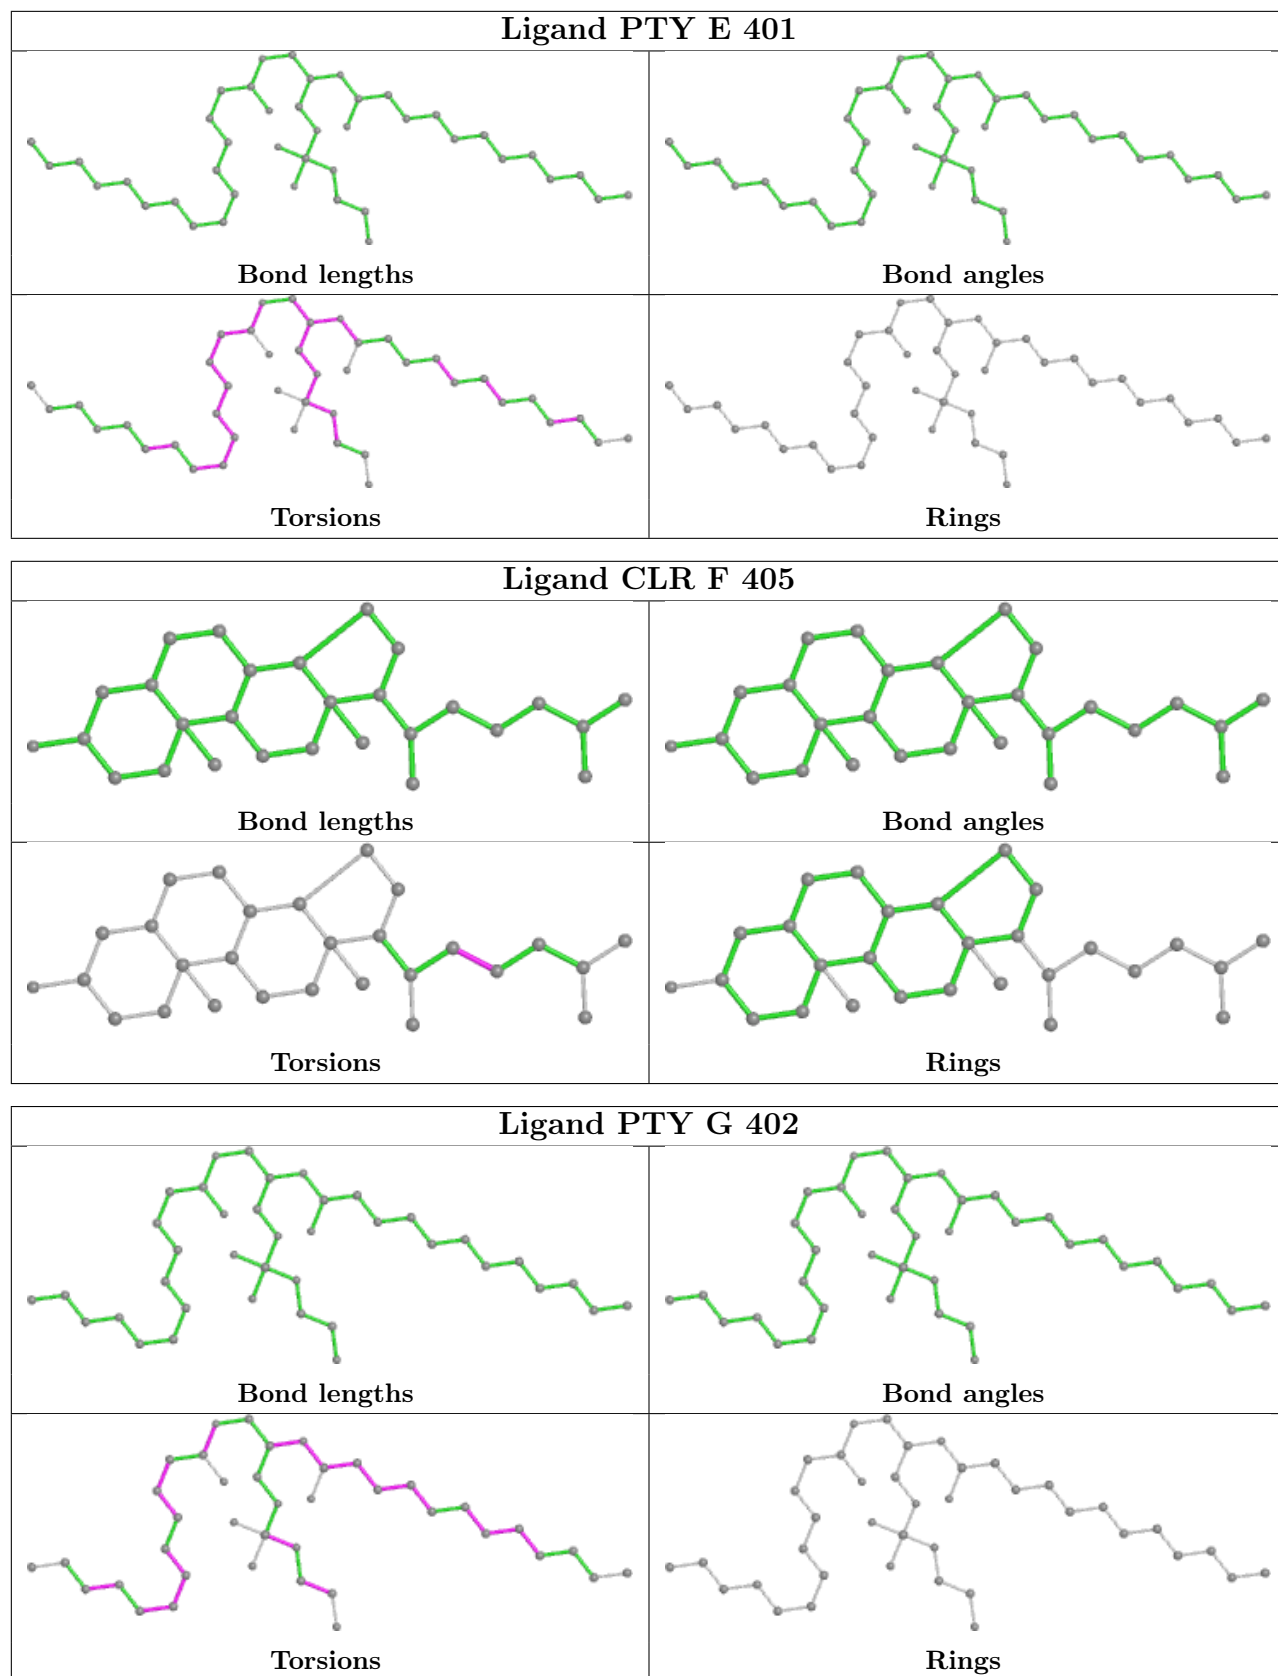 Ligand PTY E 401
Bond lengths
Bond angles
Torsions
Rings
Ligand CLR F 405
Bond lengths
Bond angles
Torsions
Rings
Ligand PTY G 402
Bond lengths
Bond angles
Torsions
Rings